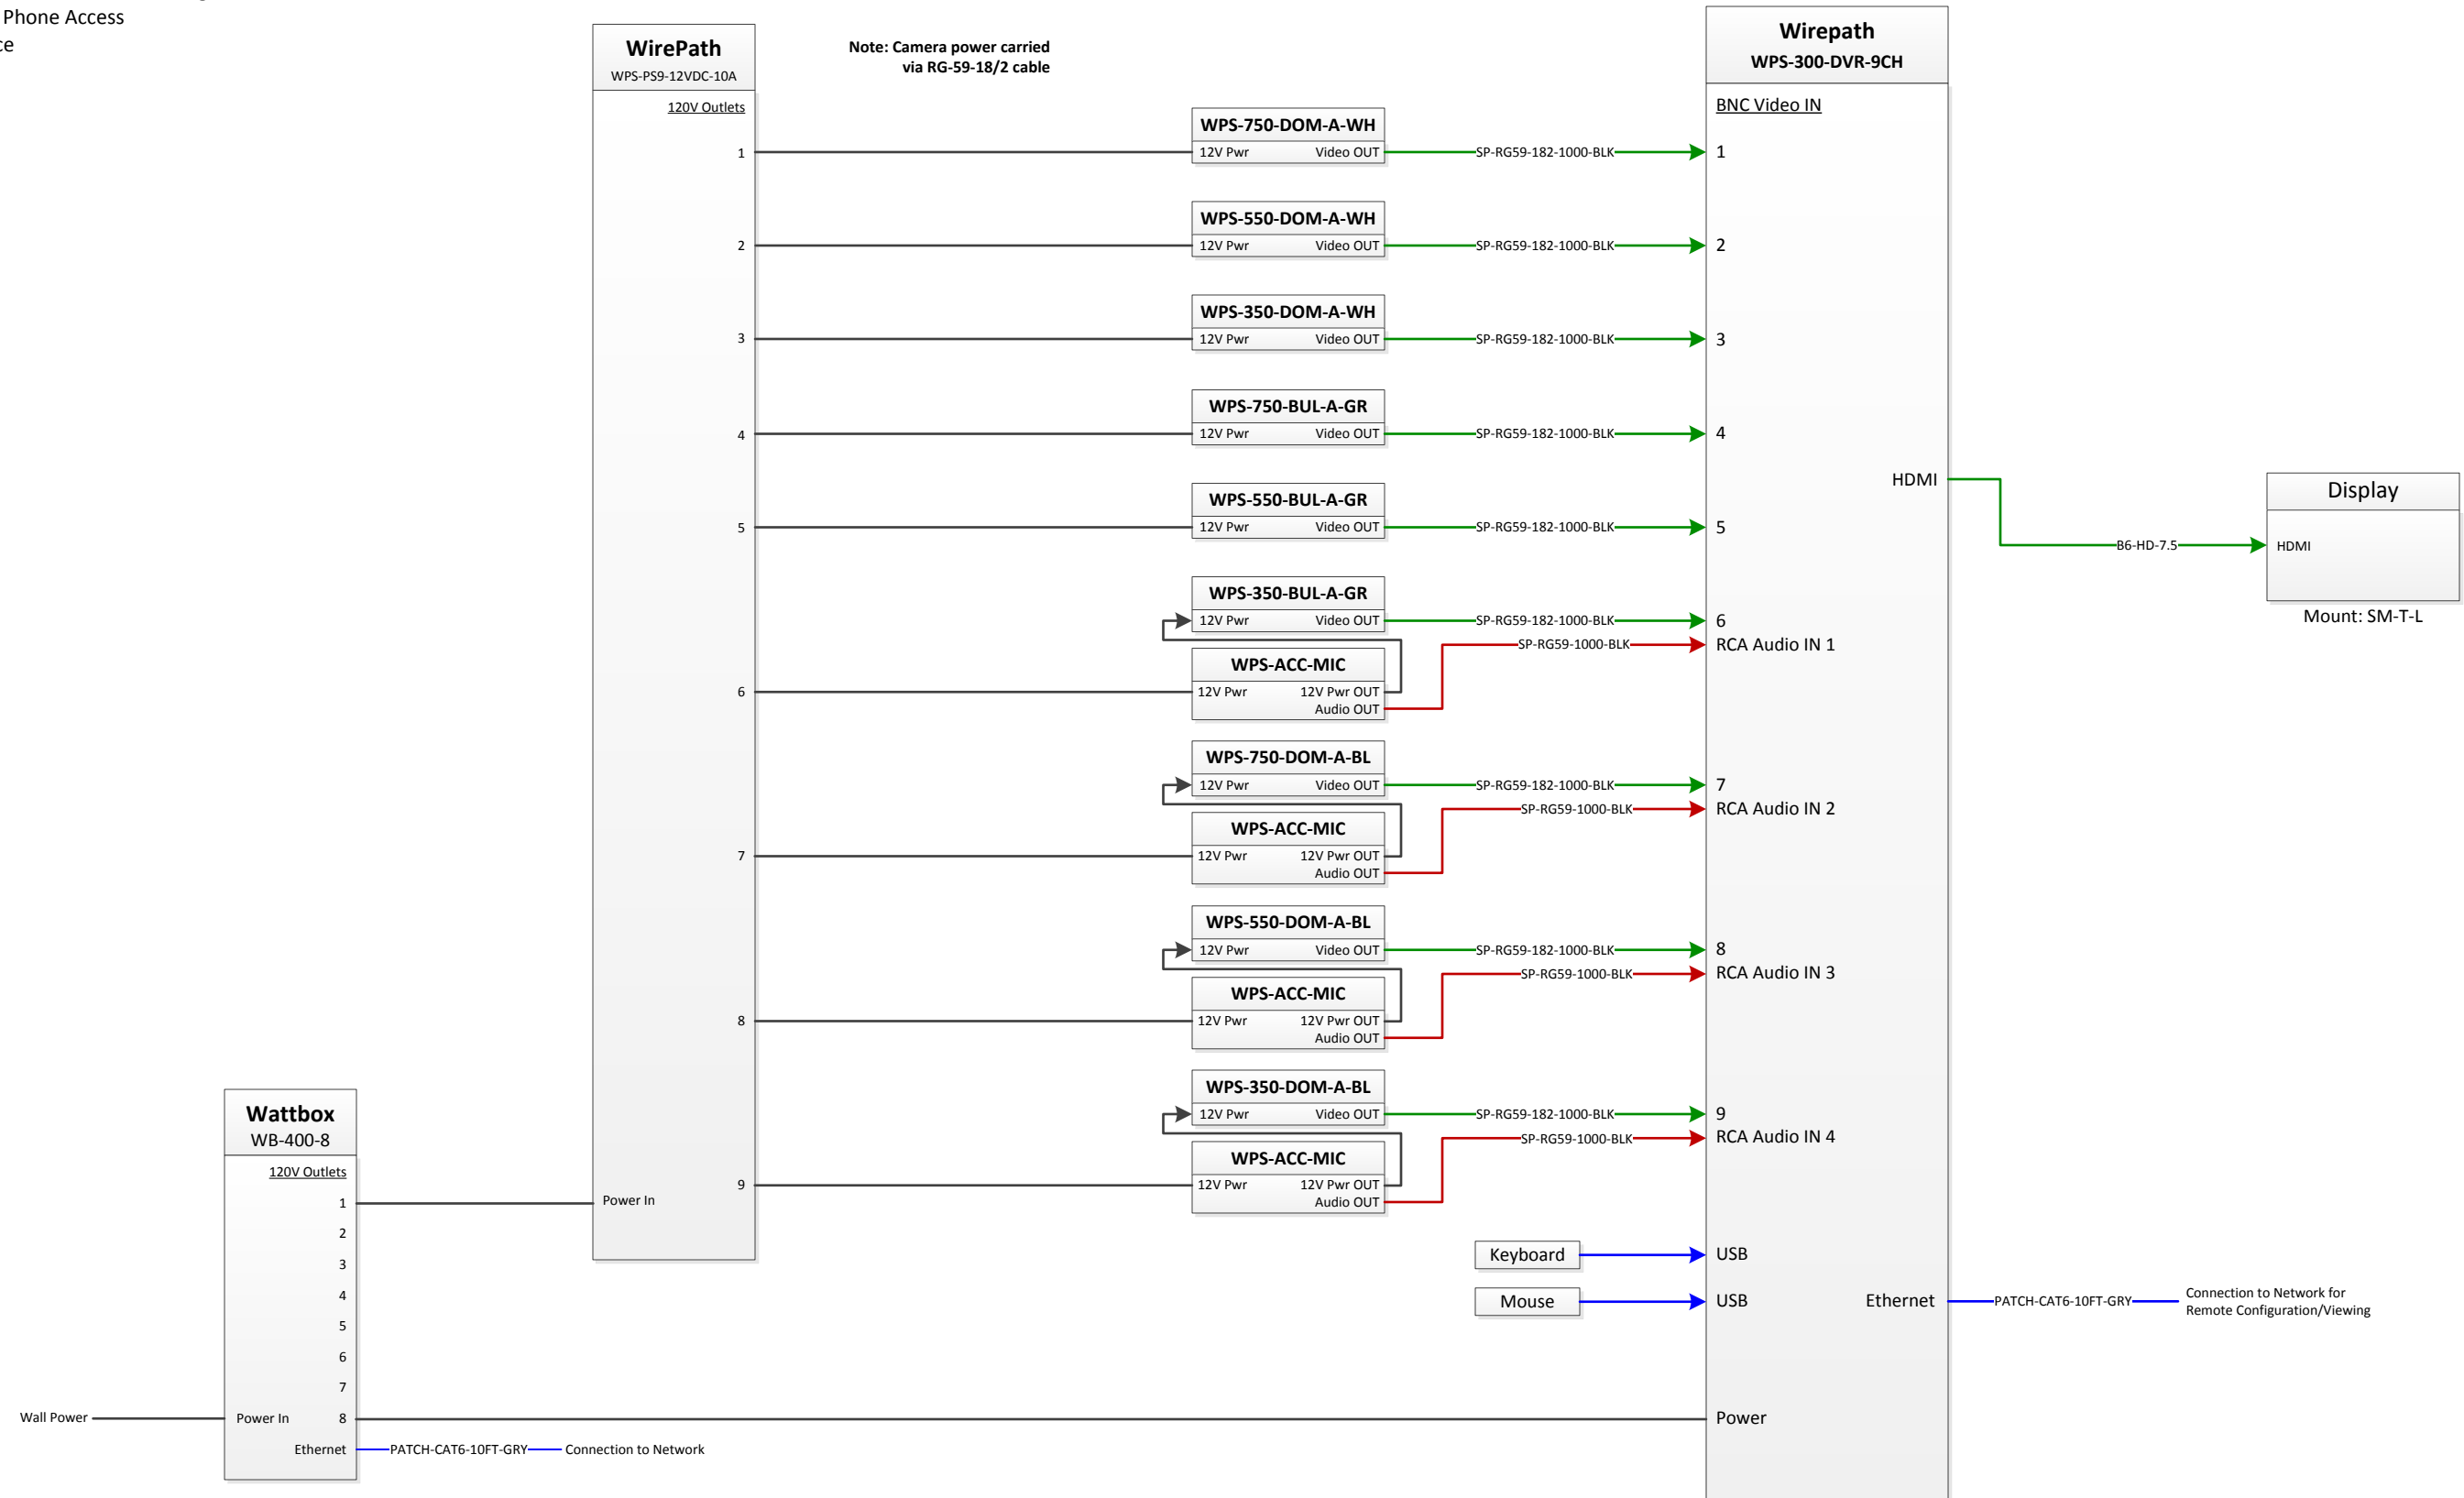 Phone Access
ce
WirePath
WPS-PS9-12VDC-10A
120V Outlets
1
2
3
4
5
6
7
8
9
Power In
Note: Camera power carried
via RG-59-18/2 cable
WPS-750-DOM-A-WH
12V Pwr Video OUT
SP-RG59-182-1000-BLK
WPS-550-DOM-A-WH
12V Pwr Video OUT
SP-RG59-182-1000-BLK
WPS-350-DOM-A-WH
12V Pwr Video OUT
SP-RG59-182-1000-BLK
WPS-750-BUL-A-GR
12V Pwr Video OUT
SP-RG59-182-1000-BLK
WPS-550-BUL-A-GR
12V Pwr Video OUT
SP-RG59-182-1000-BLK
WPS-350-BUL-A-GR
12V Pwr Video OUT
SP-RG59-182-1000-BLK
SP-RG59-1000-BLK
WPS-ACC-MIC
12V Pwr 12V Pwr OUT
Audio OUT
WPS-750-DOM-A-BL
12V Pwr Video OUT
SP-RG59-182-1000-BLK
SP-RG59-1000-BLK
WPS-ACC-MIC
12V Pwr 12V Pwr OUT
Audio OUT
WPS-550-DOM-A-BL
12V Pwr Video OUT
SP-RG59-182-1000-BLK
SP-RG59-1000-BLK
WPS-ACC-MIC
12V Pwr 12V Pwr OUT
Audio OUT
WPS-350-DOM-A-BL
12V Pwr Video OUT
SP-RG59-182-1000-BLK
SP-RG59-1000-BLK
WPS-ACC-MIC
12V Pwr 12V Pwr OUT
Audio OUT
Keyboard
Mouse
Wirepath
WPS-300-DVR-9CH
BNC Video IN
1
2
3
4
HDMI
5
6
RCA Audio IN 1
7
RCA Audio IN 2
8
RCA Audio IN 3
9
RCA Audio IN 4
USB
USB Ethernet
Power
B6-HD-7.5
Display
HDMI
Mount: SM-T-L
PATCH-CAT6-10FT-GRY
Connection to Network for
Remote Configuration/Viewing
Wattbox
WB-400-8
120V Outlets
1
2
3
4
5
6
7
Wall Power
Power In 8
Ethernet
PATCH-CAT6-10FT-GRY
Connection to Network